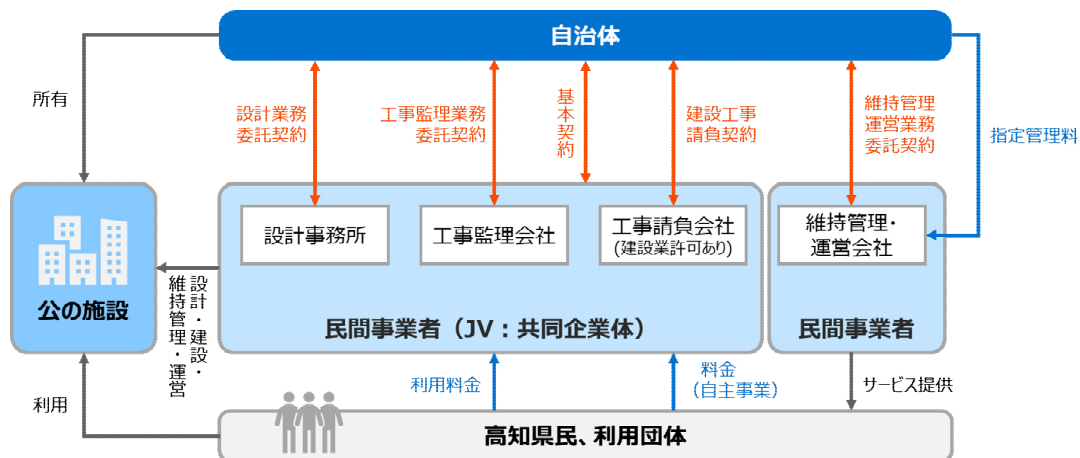 自治体
所有
設計業務
委託契約
工事監理業務
委託契約
基本契約
建設工事
請負契約
維持管理
運営業務
委託契約
指定管理料
公の施設
設計事務所
工事監理会社
工事請負会社
(建設業許可あり)
維持管理・
運営会社
民間事業者（JV：共同企業体）
民間事業者
設計・建設・
維持管理・運営
利用
利用料金
料金
（自主事業）
サービス提供
高知県民、利用団体